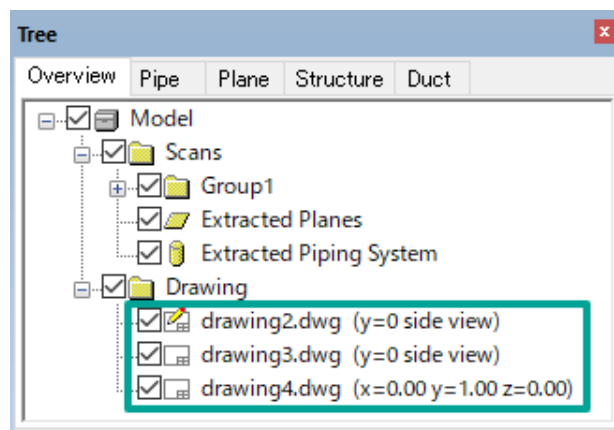 Tree
Overview Pipe Plane Structure Duct
Model
Scans
Group1
Extracted Planes
Extracted Piping System
Drawing
drawing2.dwg (y=0 side view)
drawing3.dwg (y=0 side view)
drawing4.dwg (x=0.00 y=1.00 z=0.00)